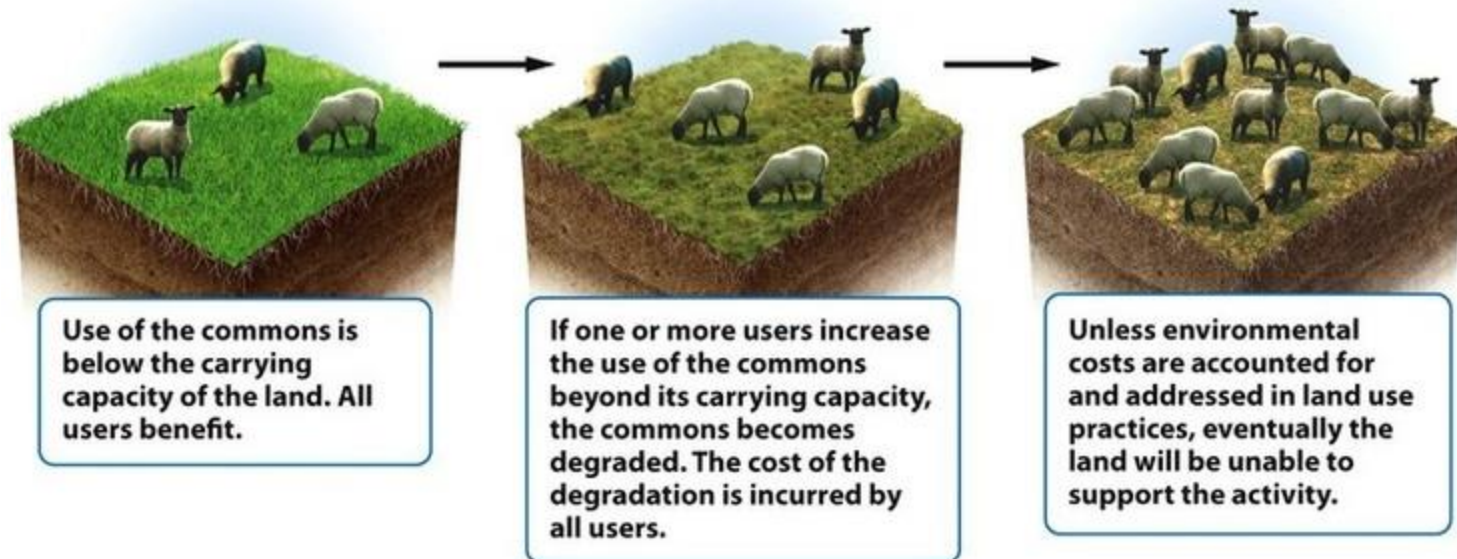 Use of the commons is
below the carrying
capacity of the land. All
users benefit.
If one or more users increase
the use of the commons
beyond its carrying capacity,
the commons becomes
degraded. The cost of the
degradation is incurred by
all users.
Unless environmental
costs are accounted for
and addressed in land use
practices, eventually the
land will be unable to
support the activity.